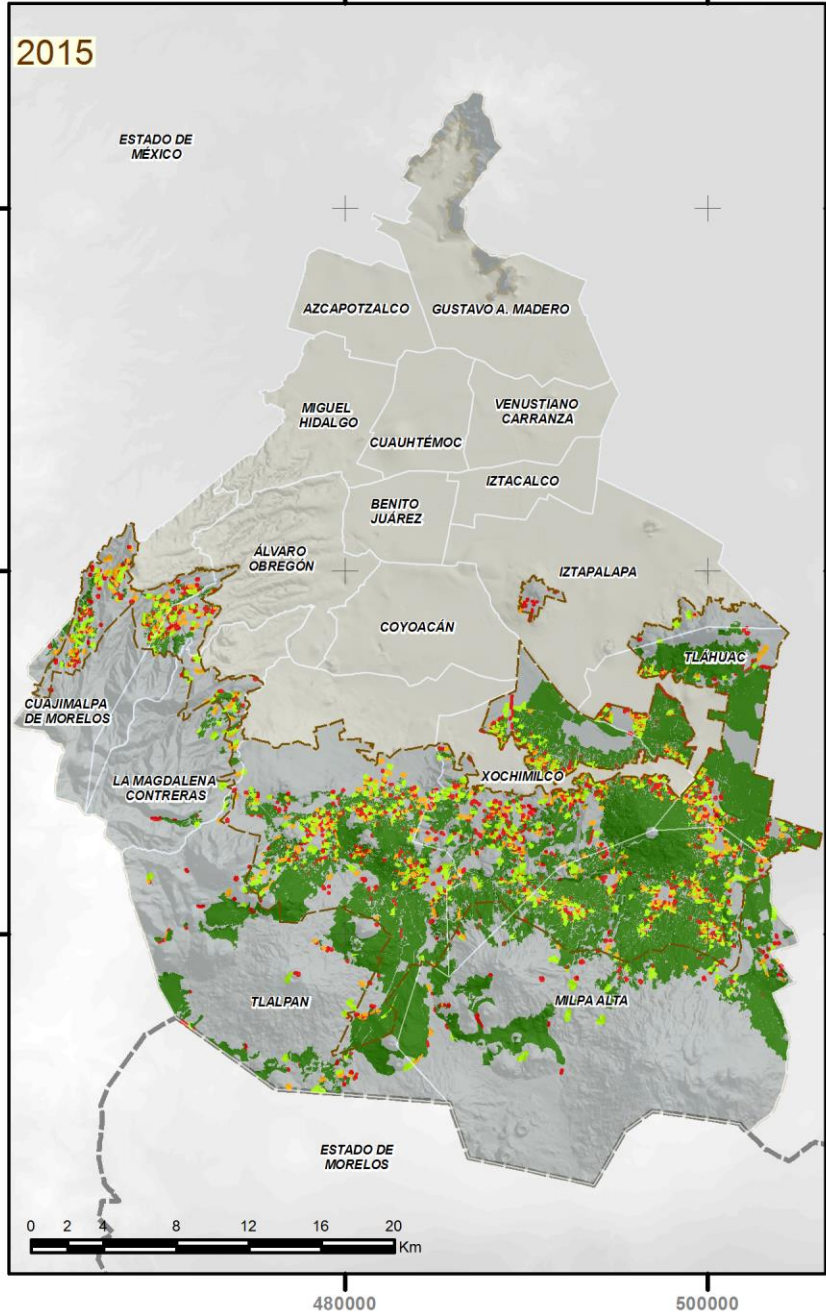 2015
ESTADO DE
MÉXICO
AZCAPOTZALCO
GUSTAVO A. MADERO
MIGUEL
HIDALGO
VENUSTIANO
CARRANZA
CUAUHTÉMOC
IZTACALCO
BENITO
JUÁREZ
ÁLVARO
OBREGÓN
IZTAPALAPA
COYOACÁN
TLÁHUAC
CUAJIMALPA
DE MORELOS
LA MAGDALENA
CONTRERAS
XOCHIMILCO
TLALPAN
MILPA ALTA
ESTADO DE
MORELOS
0 2 4 8 12 16 20
Km
480000
500000